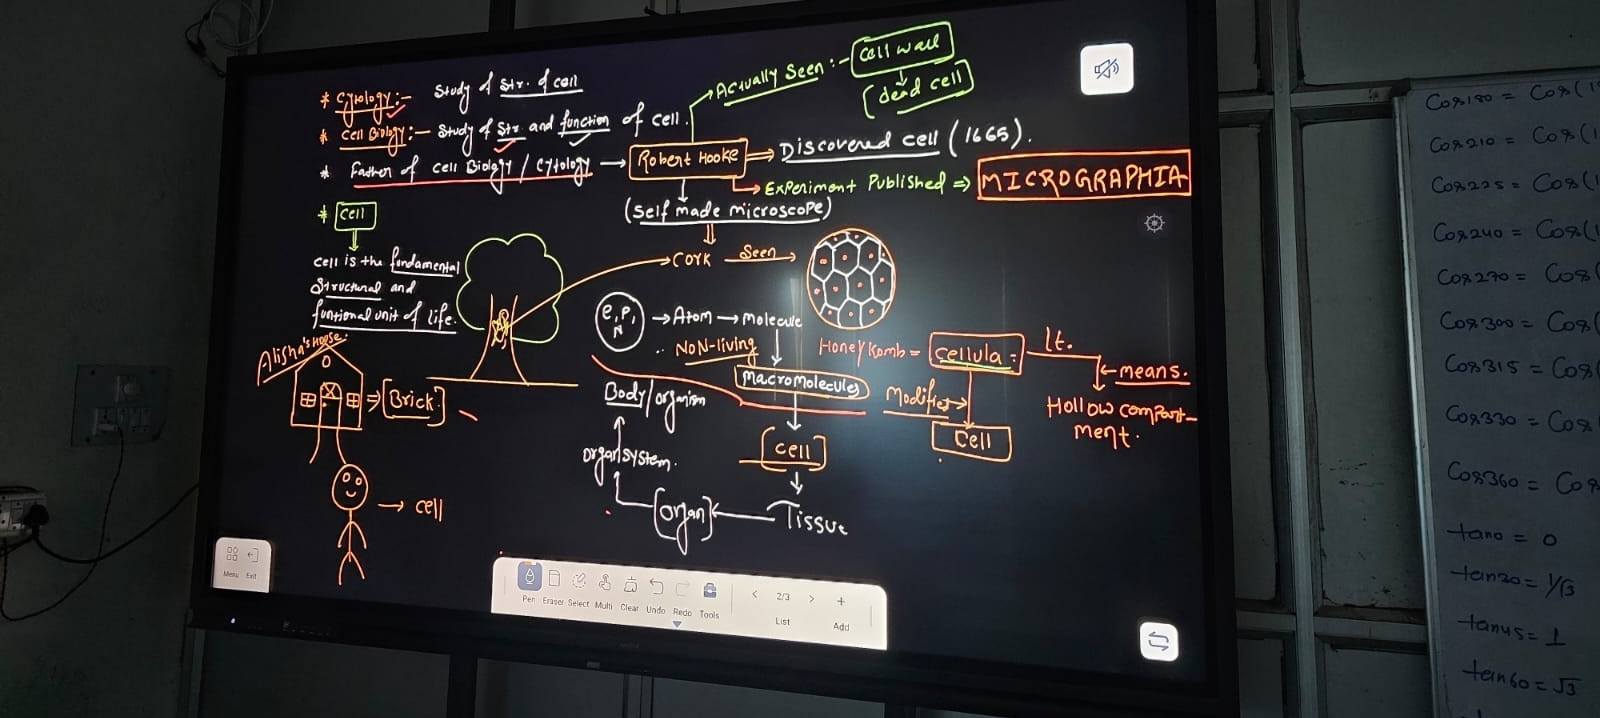 * Cytology:- Study of Str. of cell
* Cell Biology:- Study of Str and function of cell.
* Father of cell Biology / Cytology → Robert Hooke ⇒ Discovered cell (1665).
→ Actually Seen :- Cell wall
↓
(dead cell)
→ Experiment Published ⇒ MICROGRAPHIA
↓
(Self made microscope)
⇓
→ Cork Seen →
* Cell
⇓
Cell is the fundamental
Structural and
funtional unit of life.
Alisha's House.
⇒ [Brick]
→ cell
e, p,
N
→ Atom → molecule
NON-living
↓
Macromolecules
↓
[cell]
↓
Tissue
[organ] ←
organ system.
↑
Body/organism
Honey Komb = Cellula :- lt.
← means.
Hollow compart-
ment.
Modified →
Cell
Menu Exit
Pen Eraser Select Multi Clear Undo Redo Tools
< 2/3 > +
List Add
Cos180 = Cos(1
Cos210 = Cos(1
Cos225 = Cos(1
Cos240 = Cos(
Cos270 = Cos
Cos300 = Cos(
Cos315 = Cos(
Cos330 = Cos(
Cos360 = Cos
tan0 = 0
tan30 = 1/√3
tan45 = 1
tan60 = √3